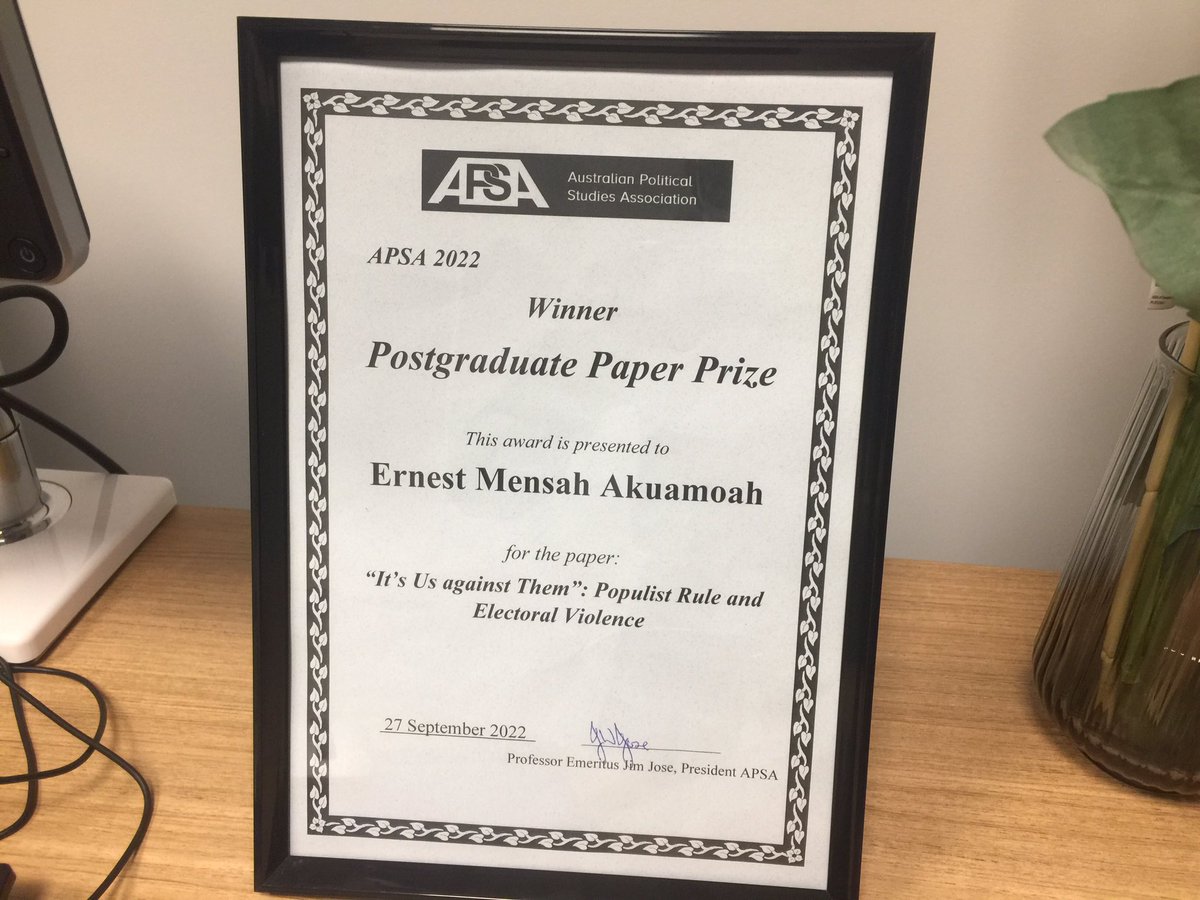 APSA Australian Political
Studies Association
APSA 2022
Winner
Postgraduate Paper Prize
This award is presented to
Ernest Mensah Akuamoah
for the paper:
“It’s Us against Them”: Populist Rule and
Electoral Violence
27 September 2022
Professor Emeritus Jim Jose, President APSA